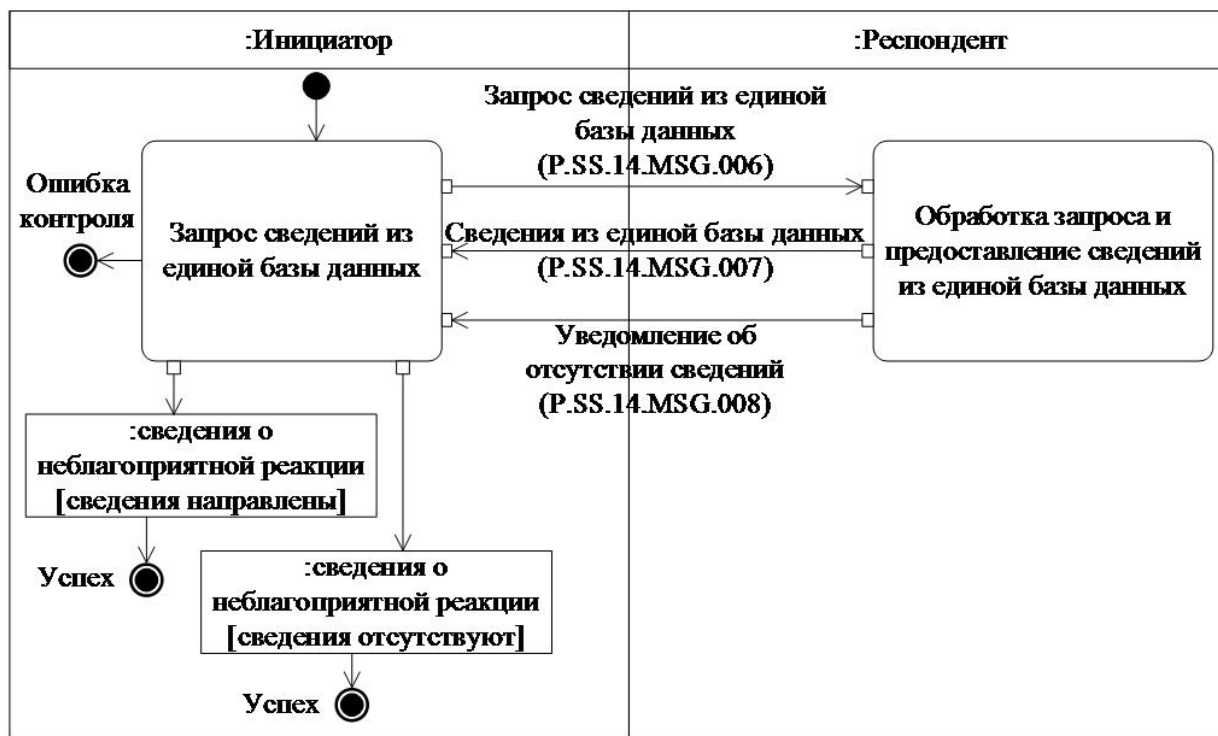 :Инициатор
:Респондент
Запрос сведений из единой
базы данных
(P.SS.14.MSG.006)
Ошибка
контроля
Запрос сведений из
единой базы данных
Сведения из единой базы данных
(P.SS.14.MSG.007)
Обработка запроса и
предоставление сведений
из единой базы данных
Уведомление об
отсутствии сведений
(P.SS.14.MSG.008)
:сведения о
неблагоприятной реакции
[сведения направлены]
Успех
:сведения о
неблагоприятной реакции
[сведения отсутствуют]
Успех